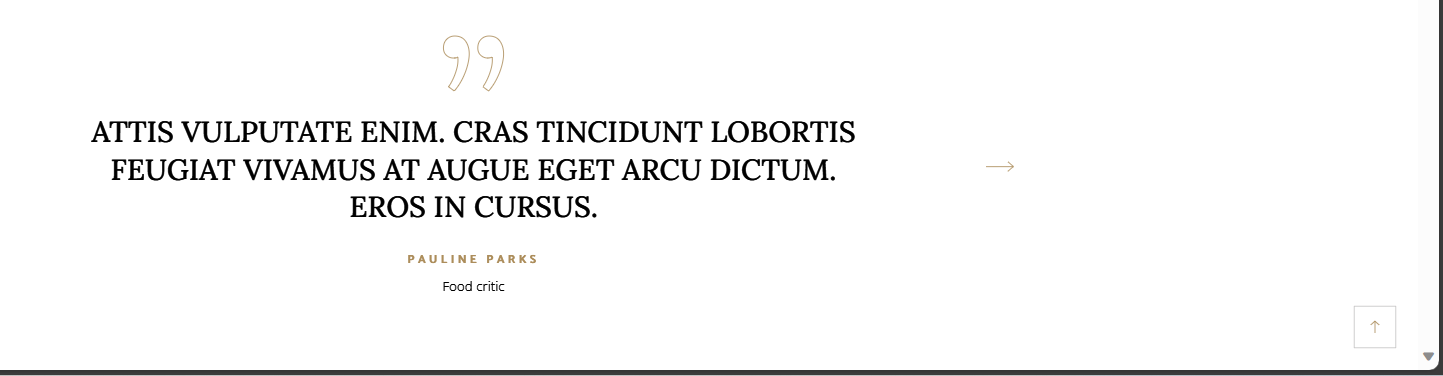 ATTIS VULPUTATE ENIM. CRAS TINCIDUNT LOBORTIS
FEUGIAT VIVAMUS AT AUGUE EGET ARCU DICTUM.
EROS IN CURSUS.
PAULINE PARKS
Food critic